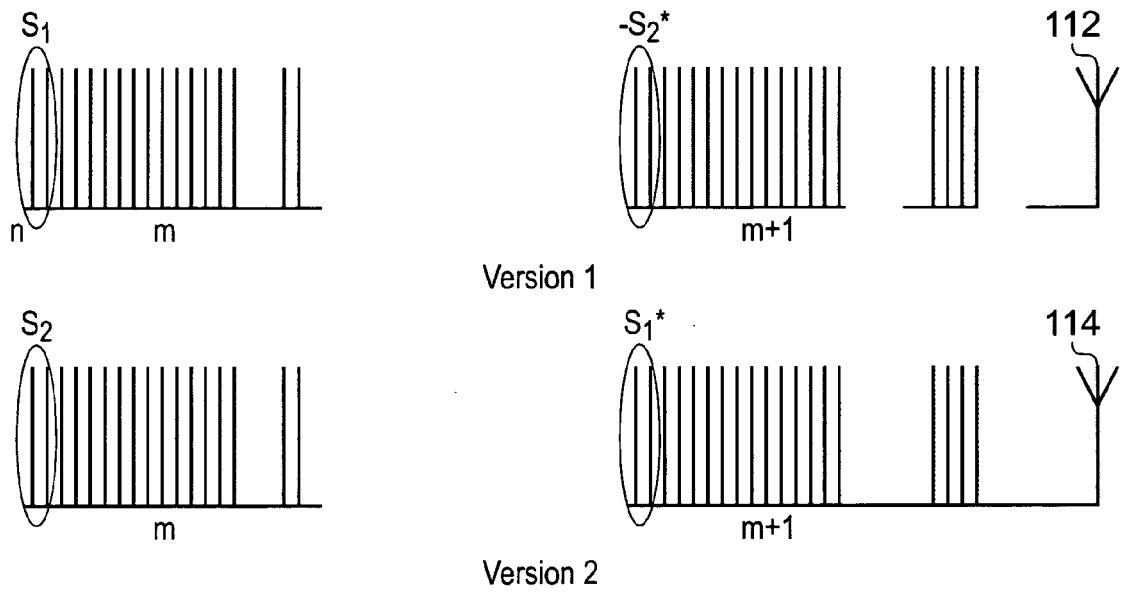 S₁ -S₂* 112
n m m+1
Version 1
S₂ S₁* 114
m m+1
Version 2